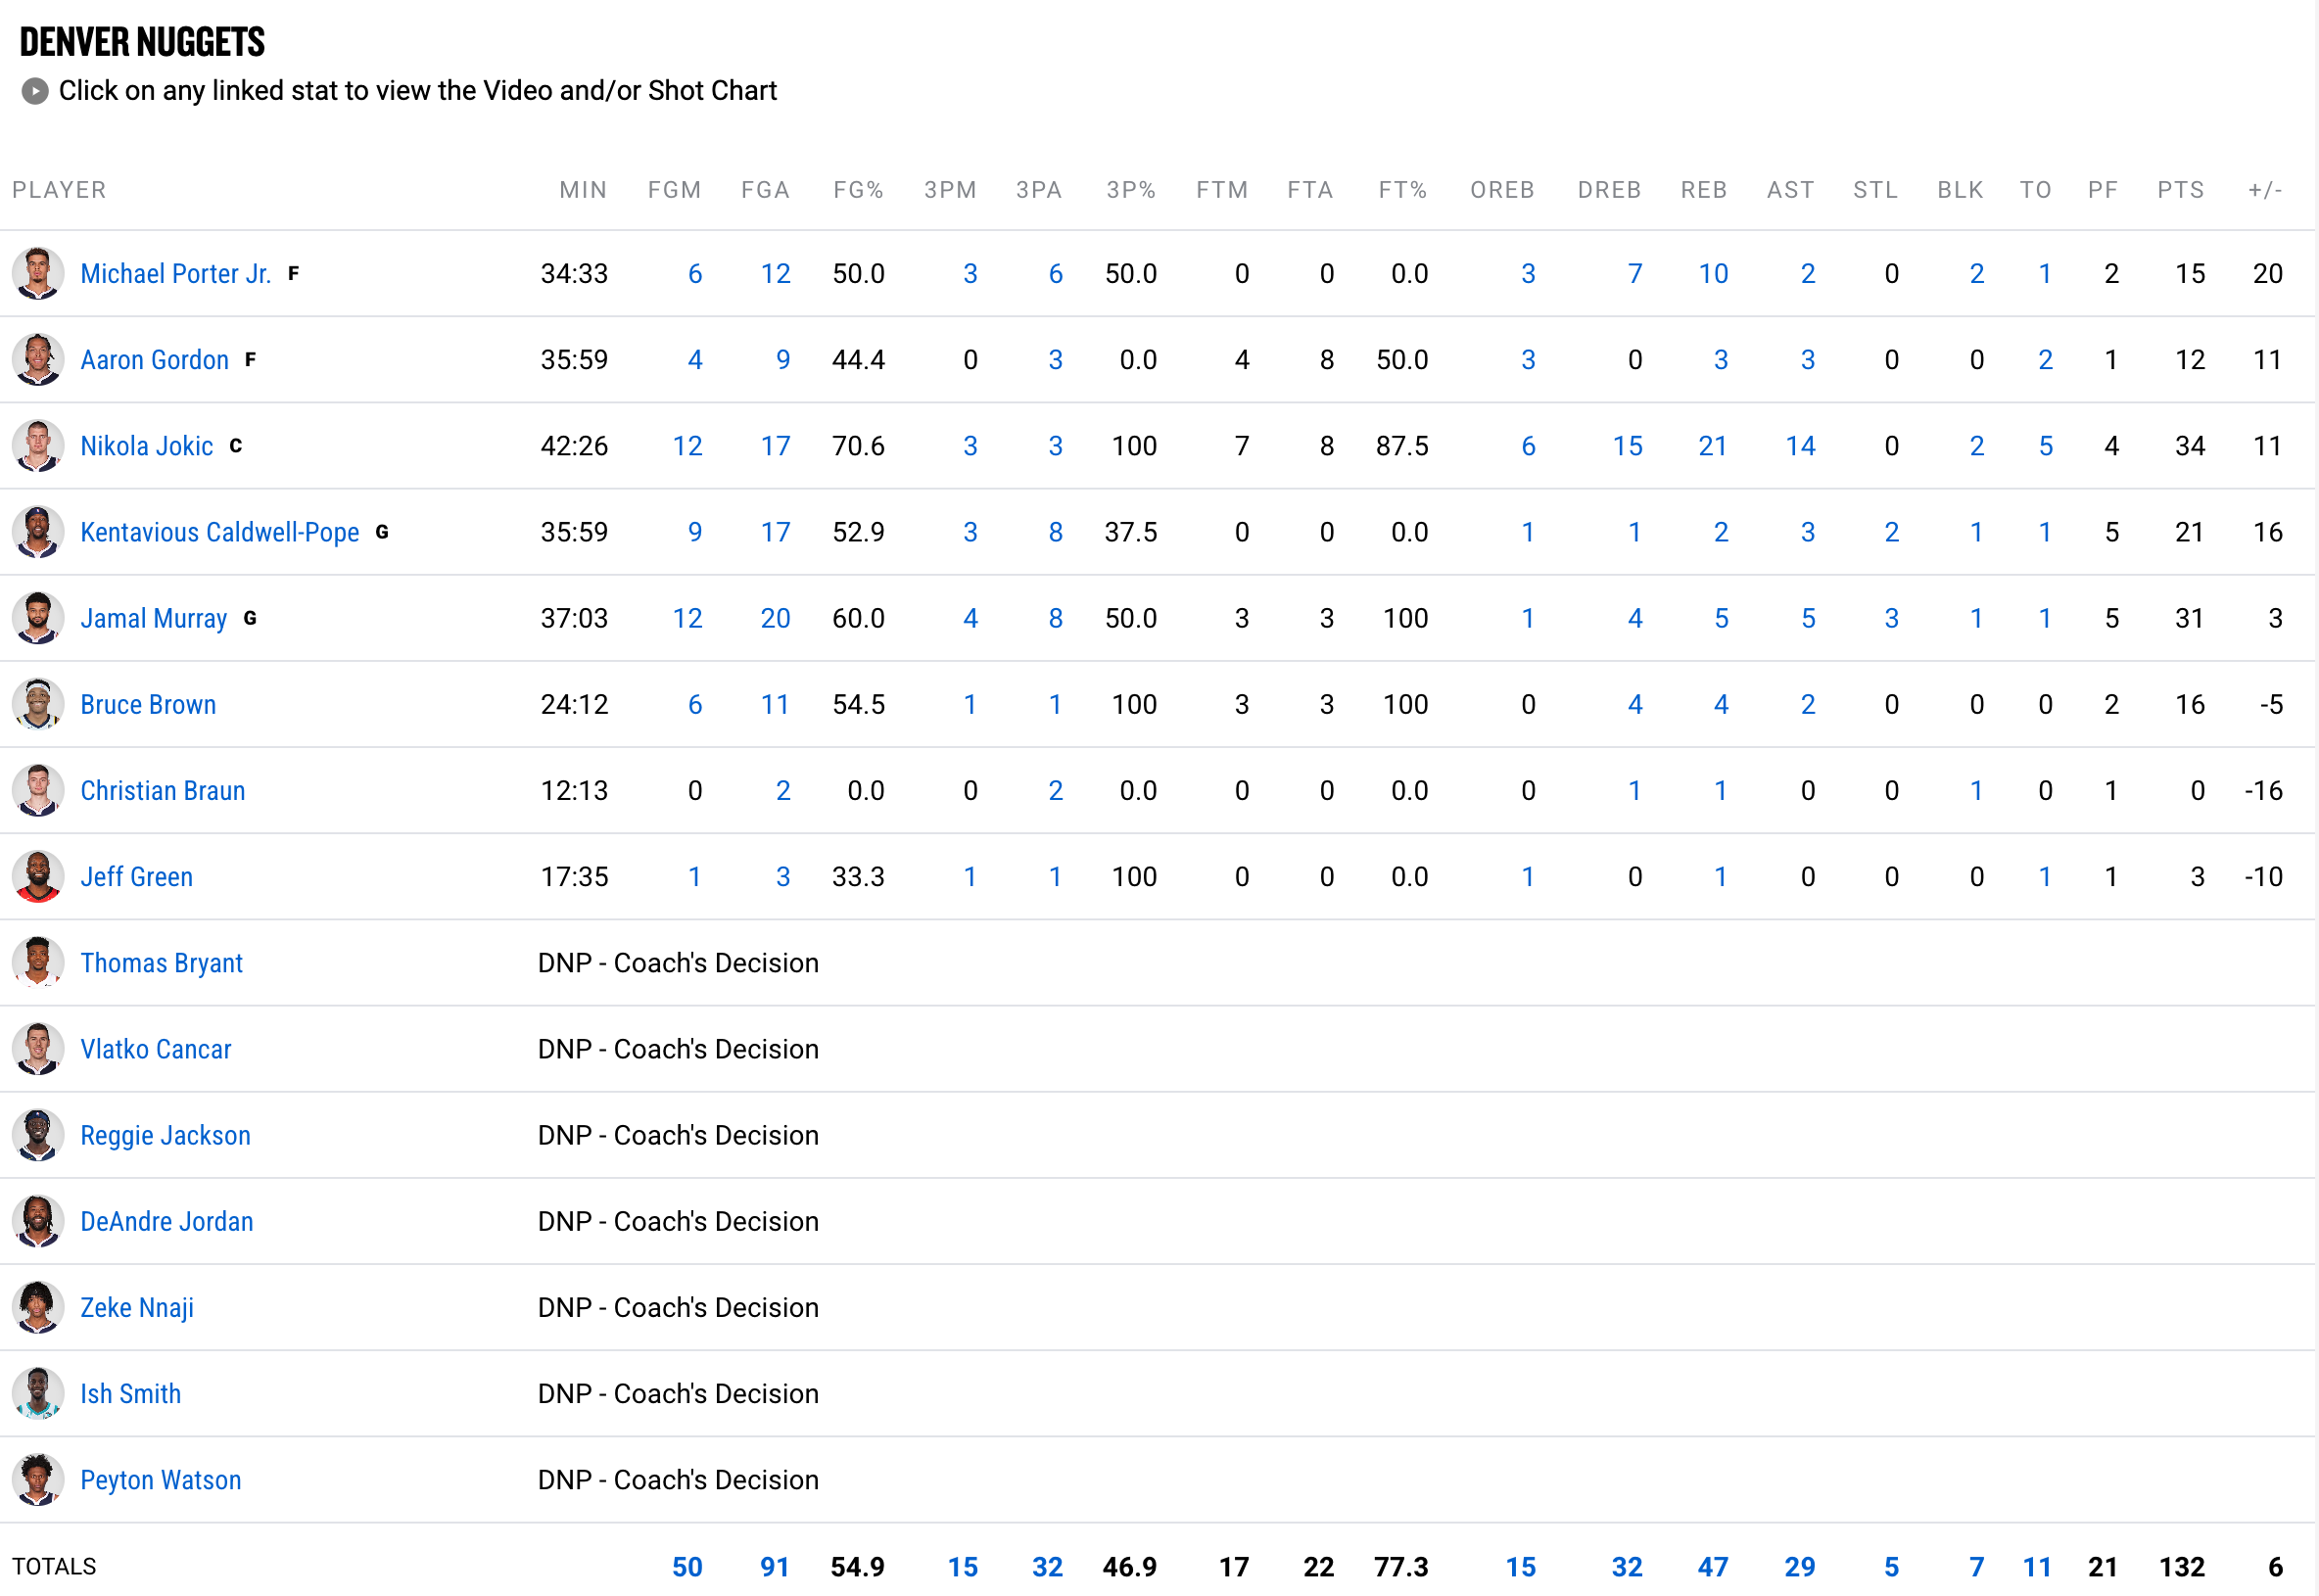 DENVER NUGGETS
Click on any linked stat to view the Video and/or Shot Chart
PLAYER MIN FGM FGA FG% 3PM 3PA 3P% FTM FTA FT% OREB DREB REB AST STL BLK TO PF PTS +/-
Michael Porter Jr. F 34:33 6 12 50.0 3 6 50.0 0 0 0.0 3 7 10 2 0 2 1 2 15 20
Aaron Gordon F 35:59 4 9 44.4 0 3 0.0 4 8 50.0 3 0 3 3 0 0 2 1 12 11
Nikola Jokic C 42:26 12 17 70.6 3 3 100 7 8 87.5 6 15 21 14 0 2 5 4 34 11
Kentavious Caldwell-Pope G 35:59 9 17 52.9 3 8 37.5 0 0 0.0 1 1 2 3 2 1 1 5 21 16
Jamal Murray G 37:03 12 20 60.0 4 8 50.0 3 3 100 1 4 5 5 3 1 1 5 31 3
Bruce Brown 24:12 6 11 54.5 1 1 100 3 3 100 0 4 4 2 0 0 0 2 16 -5
Christian Braun 12:13 0 2 0.0 0 2 0.0 0 0 0.0 0 1 1 0 0 1 0 1 0 -16
Jeff Green 17:35 1 3 33.3 1 1 100 0 0 0.0 1 0 1 0 0 0 1 1 3 -10
Thomas Bryant DNP - Coach's Decision
Vlatko Cancar DNP - Coach's Decision
Reggie Jackson DNP - Coach's Decision
DeAndre Jordan DNP - Coach's Decision
Zeke Nnaji DNP - Coach's Decision
Ish Smith DNP - Coach's Decision
Peyton Watson DNP - Coach's Decision
TOTALS 50 91 54.9 15 32 46.9 17 22 77.3 15 32 47 29 5 7 11 21 132 6